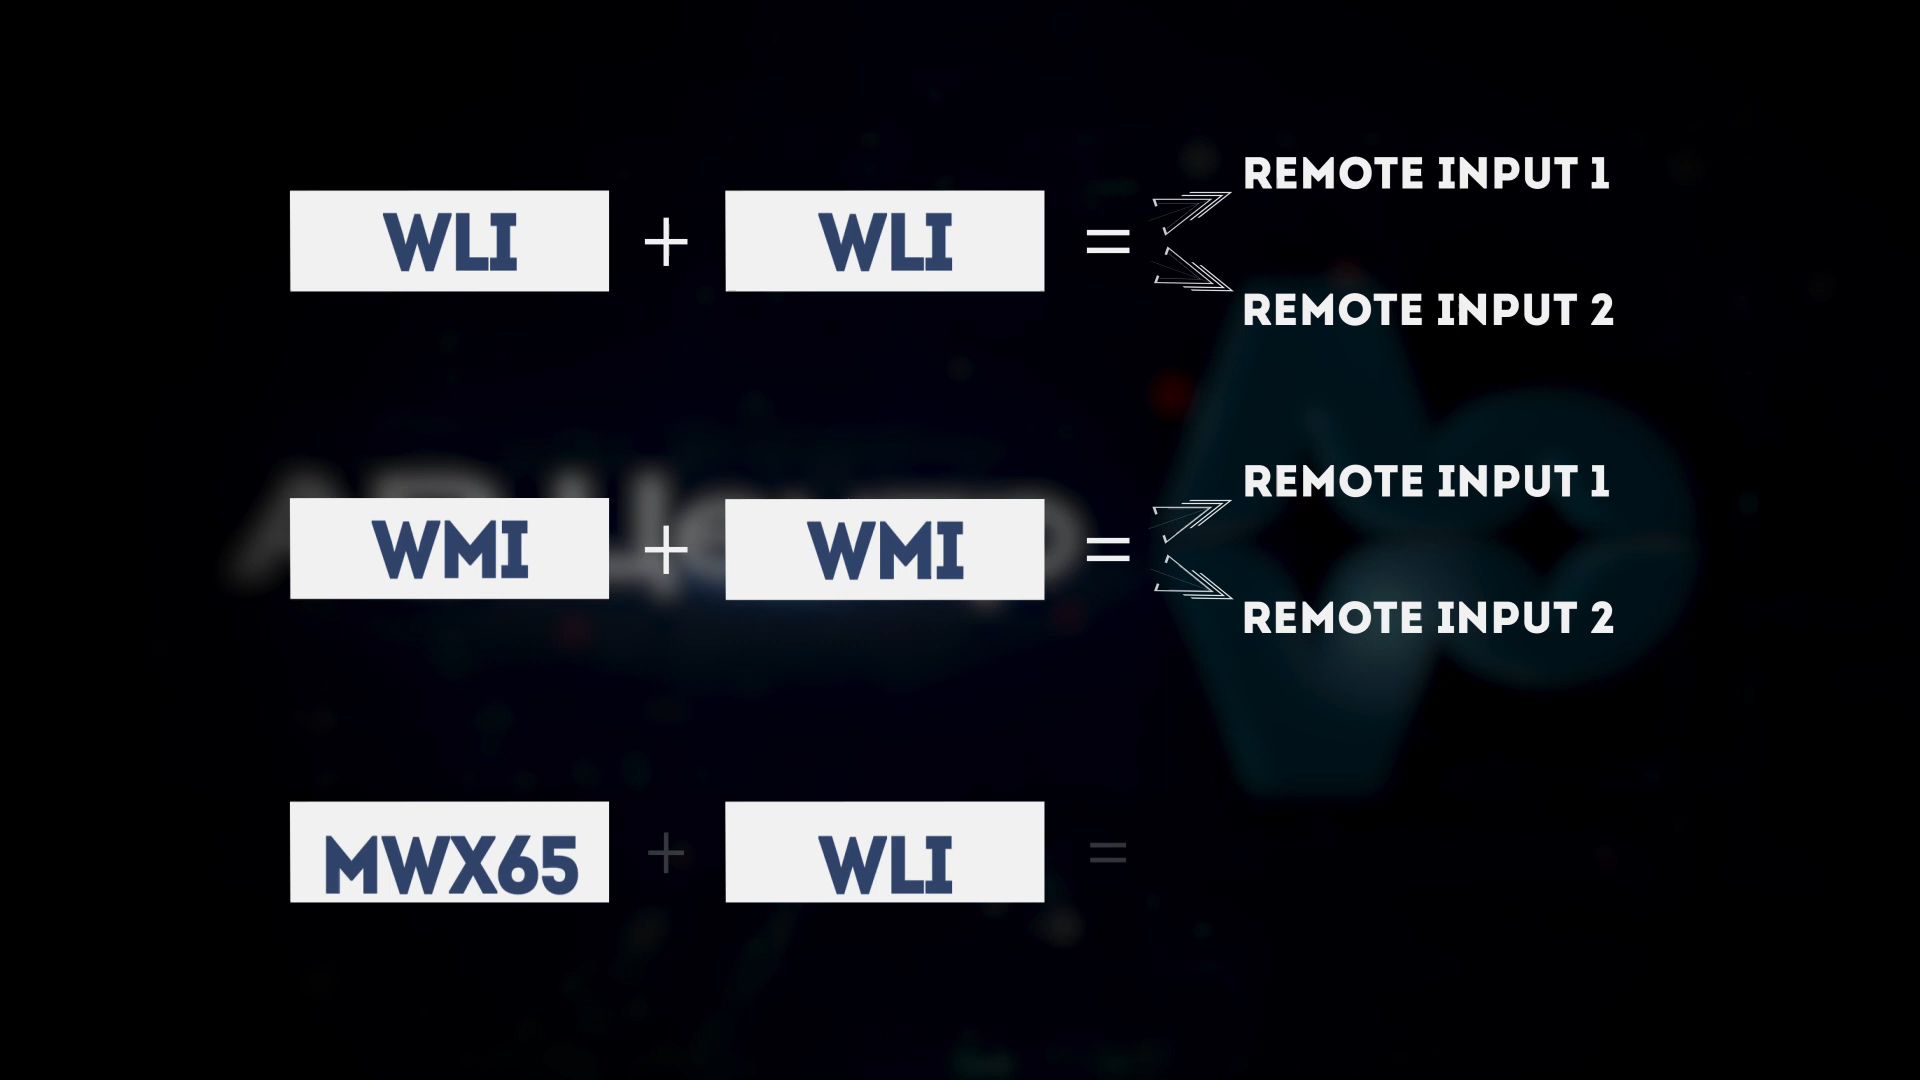 REMOTE INPUT 1
WLI + WLI =
REMOTE INPUT 2
REMOTE INPUT 1
WMI + WMI =
REMOTE INPUT 2
MWX65 + WLI =